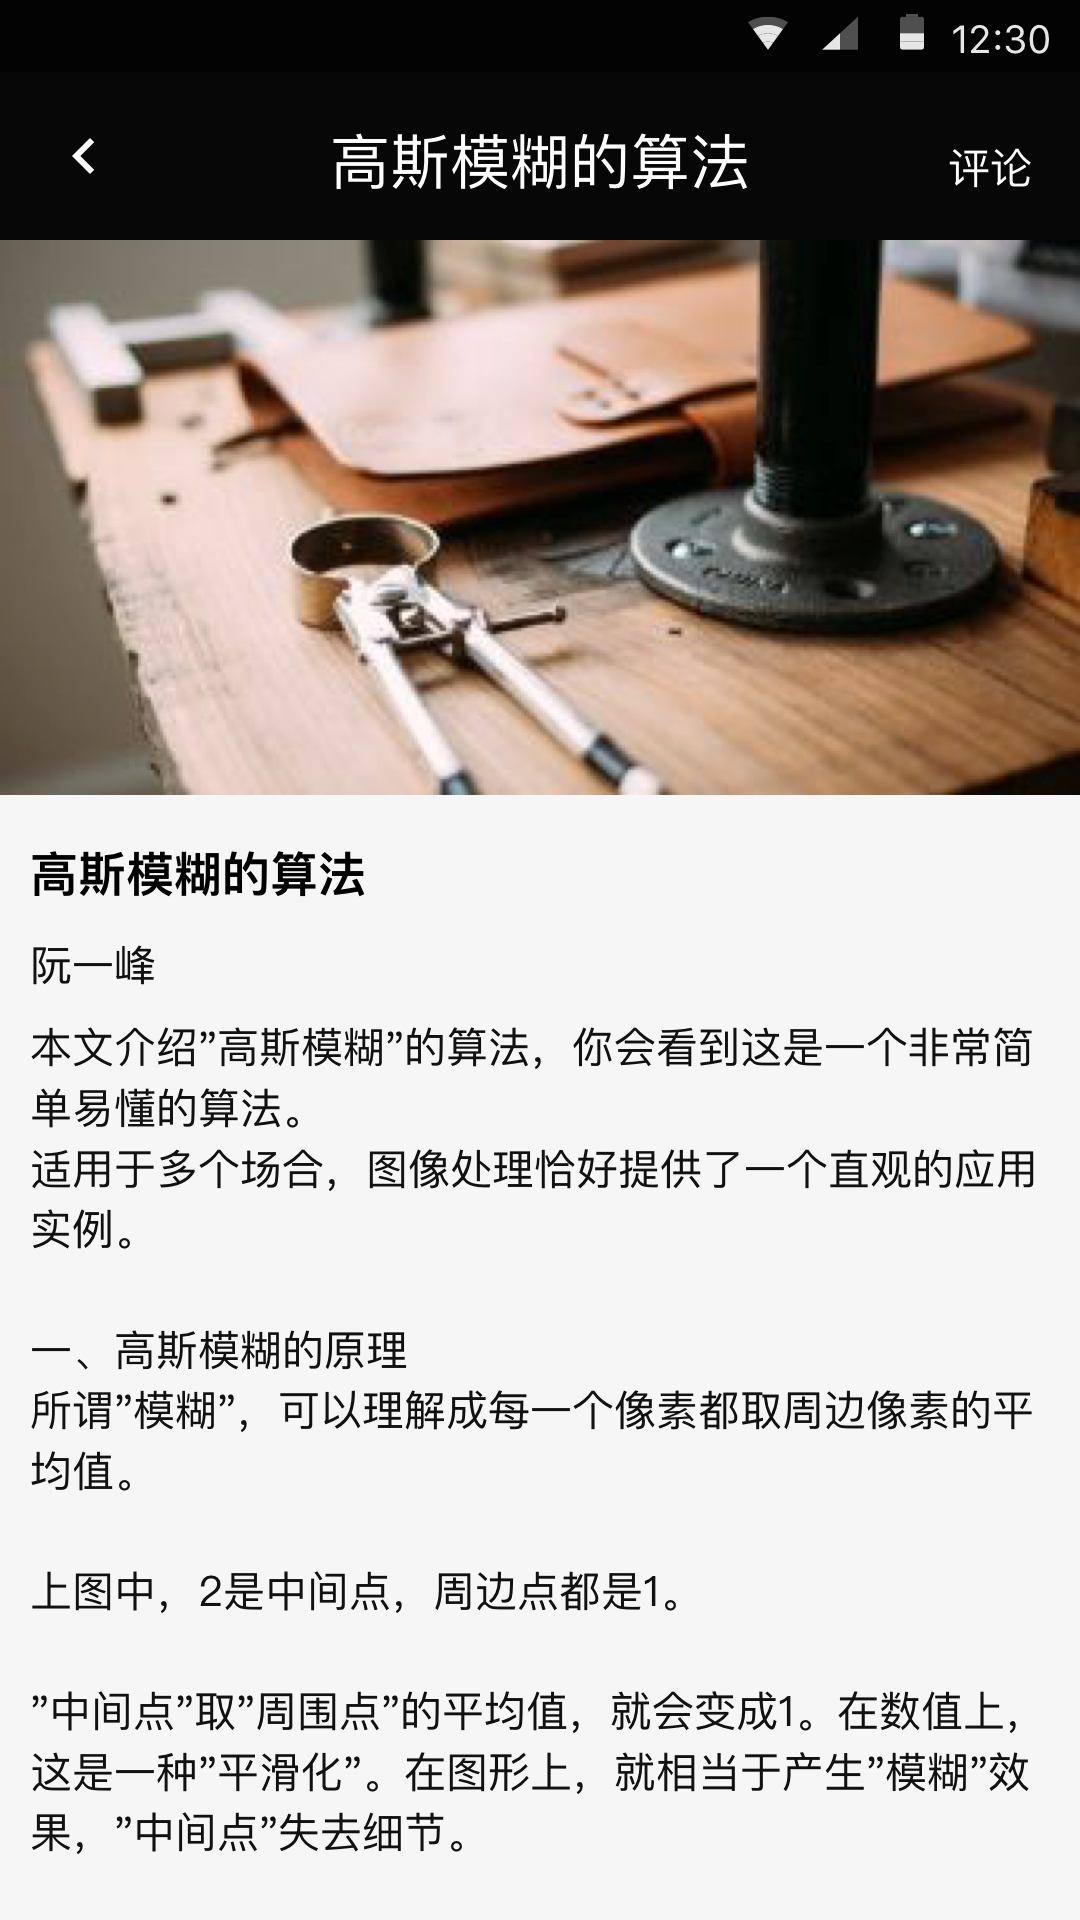 12:30
高斯模糊的算法
评论
高斯模糊的算法
阮一峰
本文介绍”高斯模糊”的算法，你会看到这是一个非常简
单易懂的算法。
适用于多个场合，图像处理恰好提供了一个直观的应用
实例。
一、高斯模糊的原理
所谓”模糊”，可以理解成每一个像素都取周边像素的平
均值。
上图中，2是中间点，周边点都是1。
”中间点”取”周围点”的平均值，就会变成1。在数值上，
这是一种”平滑化”。在图形上，就相当于产生”模糊”效
果，”中间点”失去细节。